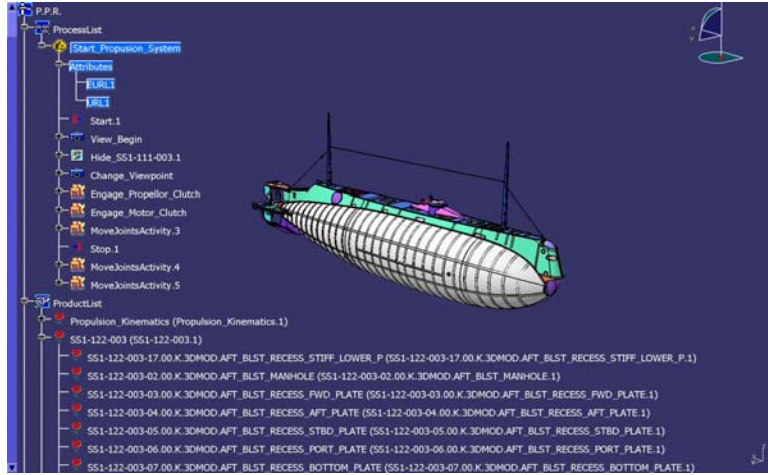 P.P.R.
ProcessList
Start_Propusion_System
Attributes
EURL1
URL1
Start.1
View_Begin
Hide_SS1-111-003.1
Change_Viewpoint
Engage_Propellor_Clutch
Engage_Motor_Clutch
MoveJointsActivity.3
Stop.1
MoveJointsActivity.4
MoveJointsActivity.5
ProductList
Propulsion_Kinematics (Propulsion_Kinematics.1)
SS1-122-003 (SS1-122-003.1)
SS1-122-003-17.00.K.3DMOD.AFT_BLST_RECESS_STIFF_LOWER_P (SS1-122-003-17.00.K.3DMOD.AFT_BLST_RECESS_STIFF_LOWER_P.1)
SS1-122-003-02.00.K.3DMOD.AFT_BLST_MANHOLE (SS1-122-003-02.00.K.3DMOD.AFT_BLST_MANHOLE.1)
SS1-122-003-03.00.K.3DMOD.AFT_BLST_RECESS_FWD_PLATE (SS1-122-003-03.00.K.3DMOD.AFT_BLST_RECESS_FWD_PLATE.1)
SS1-122-003-04.00.K.3DMOD.AFT_BLST_RECESS_AFT_PLATE (SS1-122-003-04.00.K.3DMOD.AFT_BLST_RECESS_AFT_PLATE.1)
SS1-122-003-05.00.K.3DMOD.AFT_BLST_RECESS_STBD_PLATE (SS1-122-003-05.00.K.3DMOD.AFT_BLST_RECESS_STBD_PLATE.1)
SS1-122-003-06.00.K.3DMOD.AFT_BLST_RECESS_PORT_PLATE (SS1-122-003-06.00.K.3DMOD.AFT_BLST_RECESS_PORT_PLATE.1)
SS1-122-003-07.00.K.3DMOD.AFT_BLST_RECESS_BOTTOM_PLATE (SS1-122-003-07.00.K.3DMOD.AFT_BLST_RECESS_BOTTOM_PLATE.1)